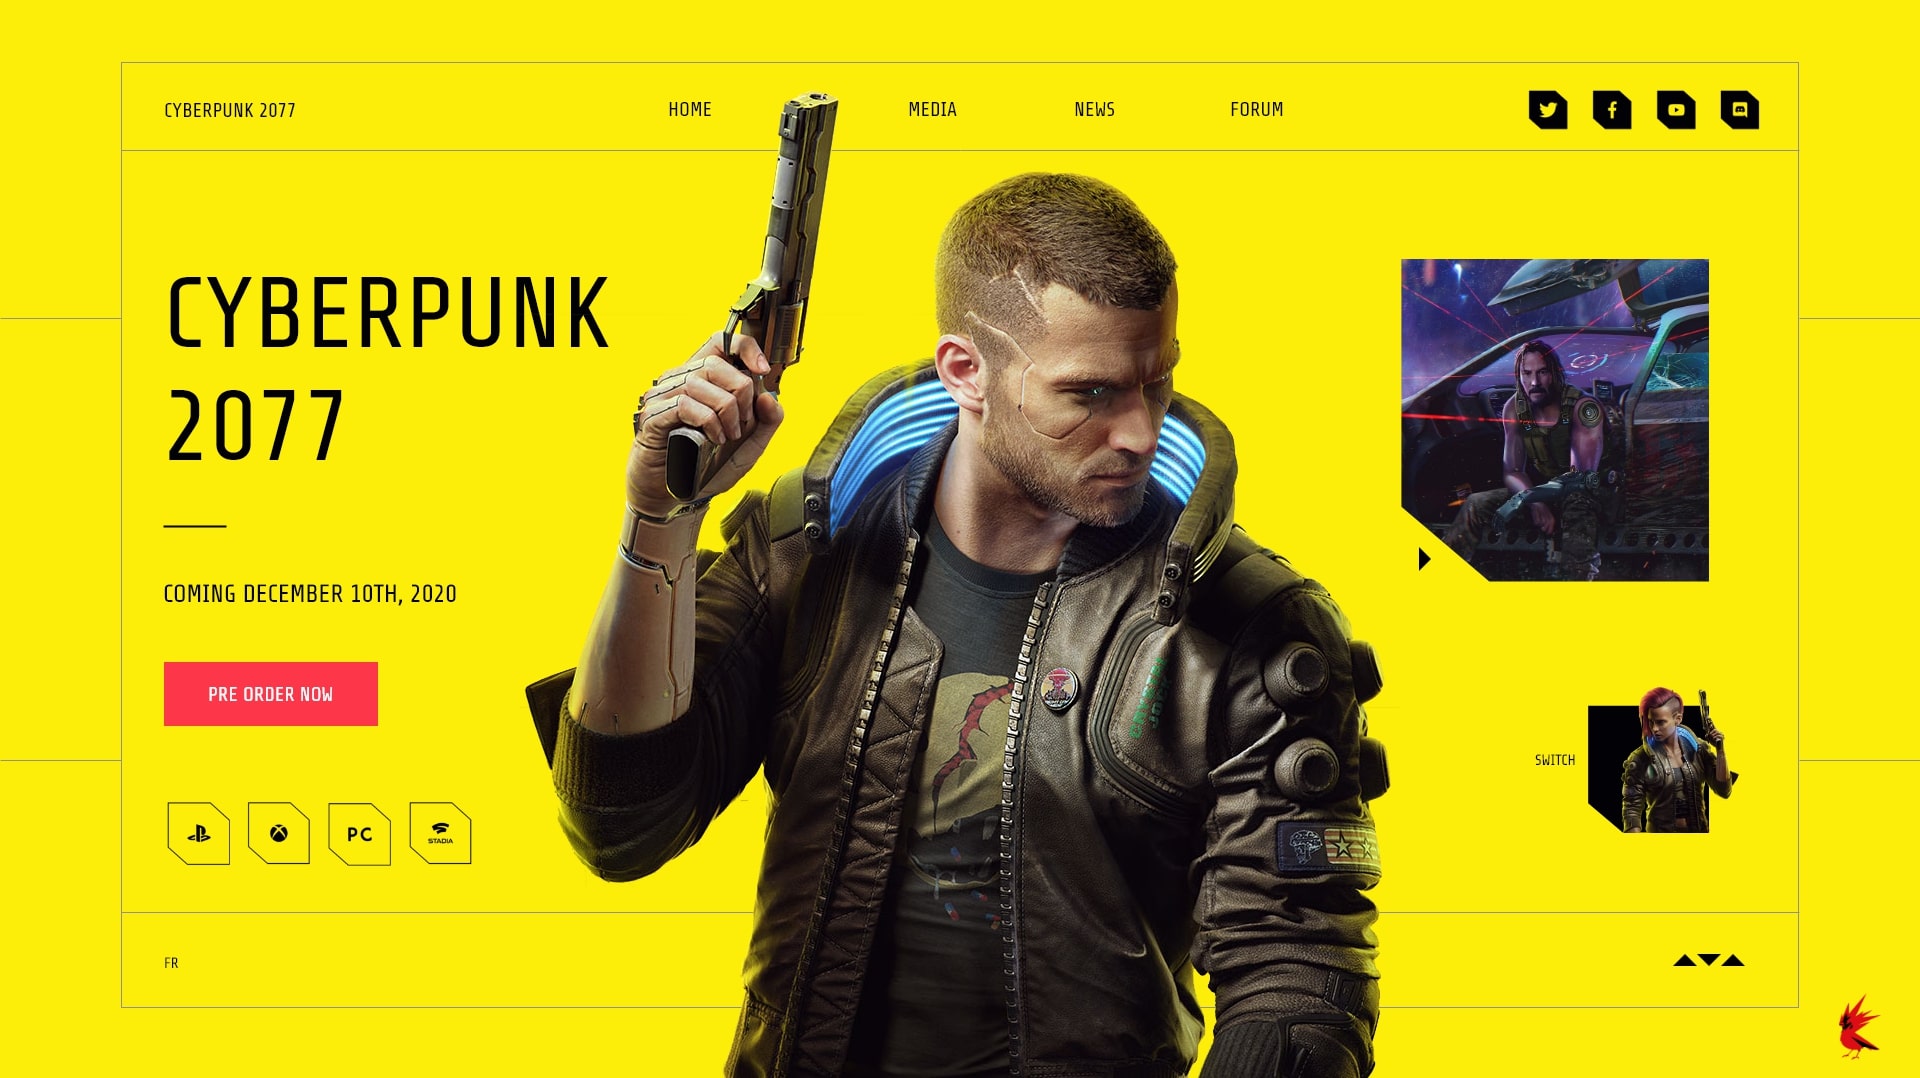 CYBERPUNK 2077
HOME
MEDIA
NEWS
FORUM
CYBERPUNK
2077
COMING DECEMBER 10TH, 2020
PRE ORDER NOW
SWITCH
PC
STADIA
FR